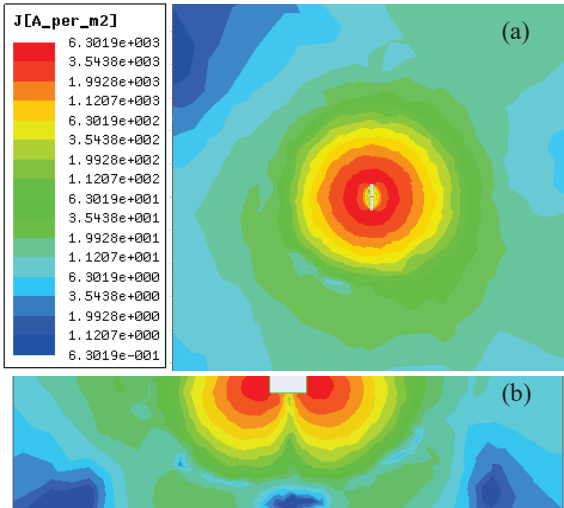 J[A_per_m2]
6.3019e+003
3.5438e+003
1.9928e+003
1.1207e+003
6.3019e+002
3.5438e+002
1.9928e+002
1.1207e+002
6.3019e+001
3.5438e+001
1.9928e+001
1.1207e+001
6.3019e+000
3.5438e+000
1.9928e+000
1.1207e+000
6.3019e-001
(a)
(b)